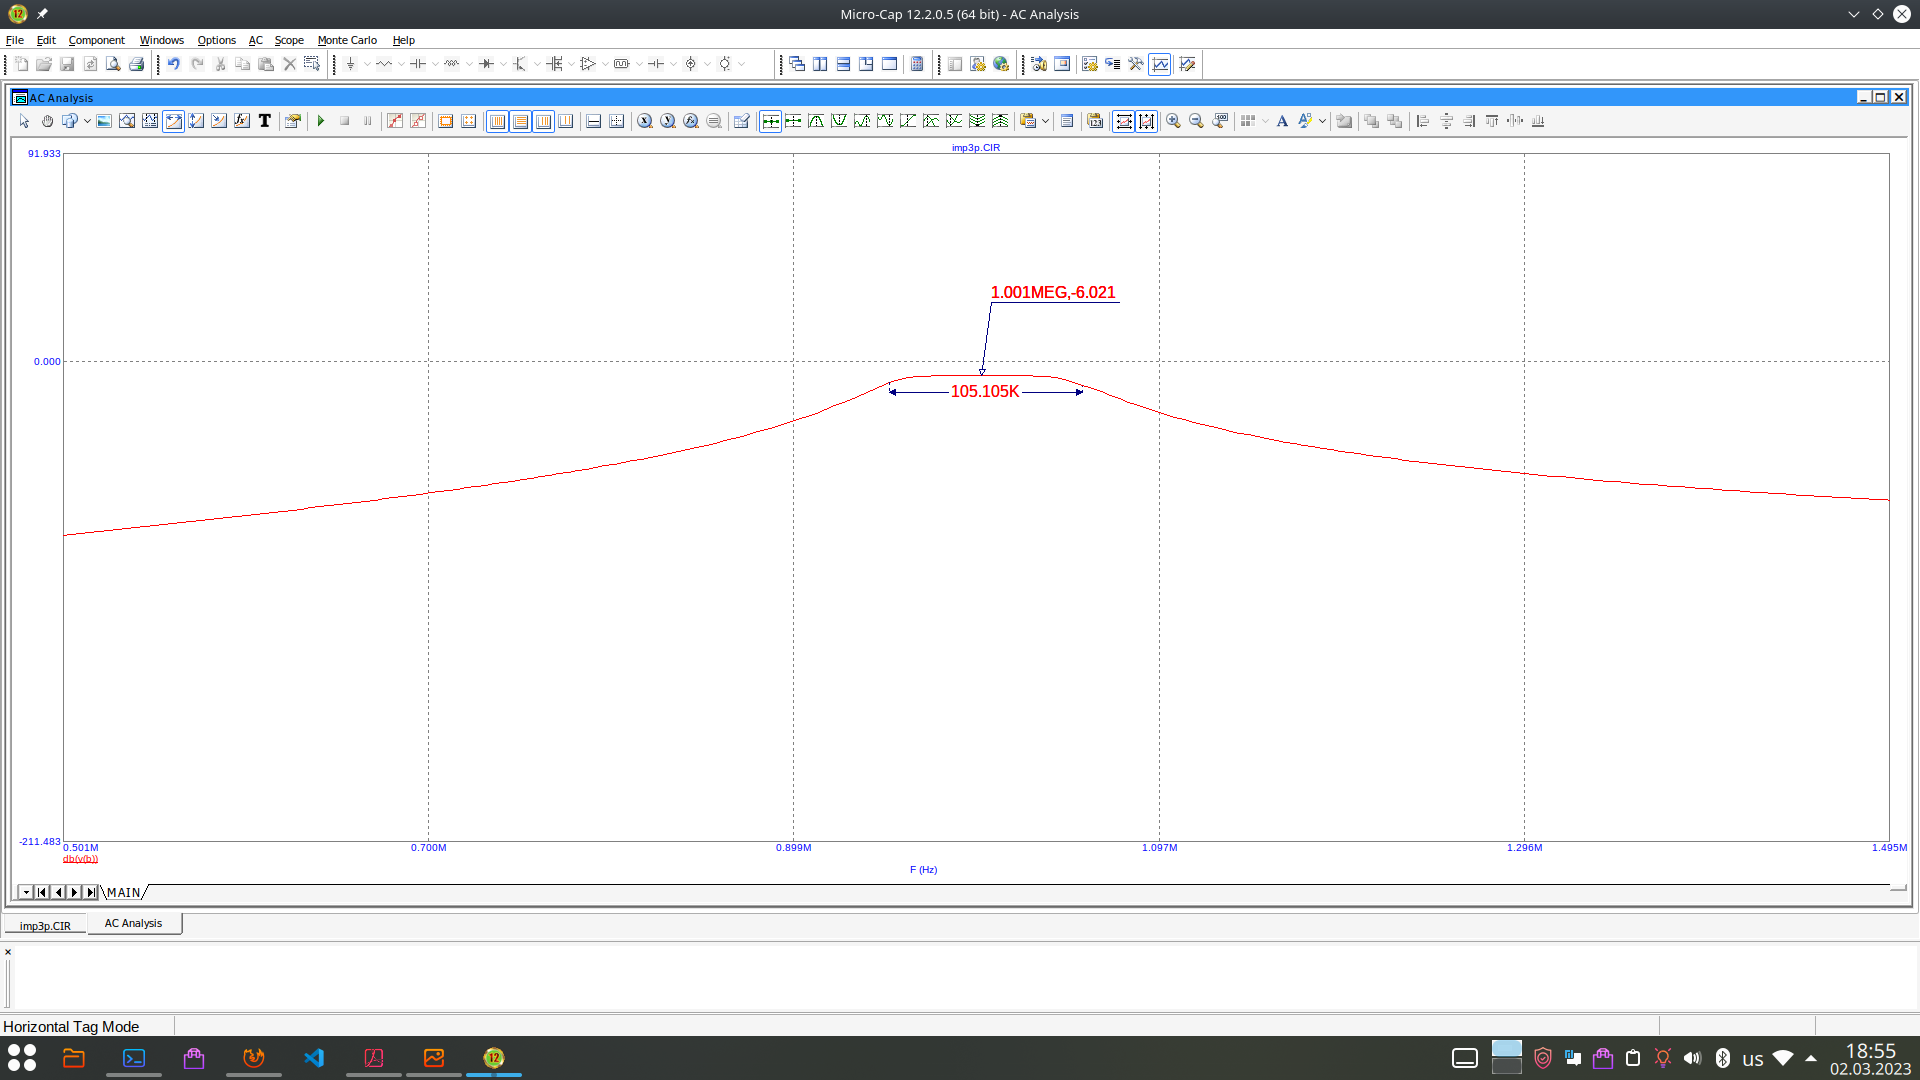 Micro-Cap 12.2.0.5 (64 bit) - AC Analysis
File Edit Component Windows Options AC Scope Monte Carlo Help
AC Analysis
imp3p.CIR
91.933
1.001MEG,-6.021
0.000
105.105K
-211.483
0.501M 0.700M 0.899M 1.097M 1.296M 1.495M
db(v(b))
F (Hz)
MAIN
imp3p.CIR AC Analysis
Horizontal Tag Mode
us
18:55
02.03.2023